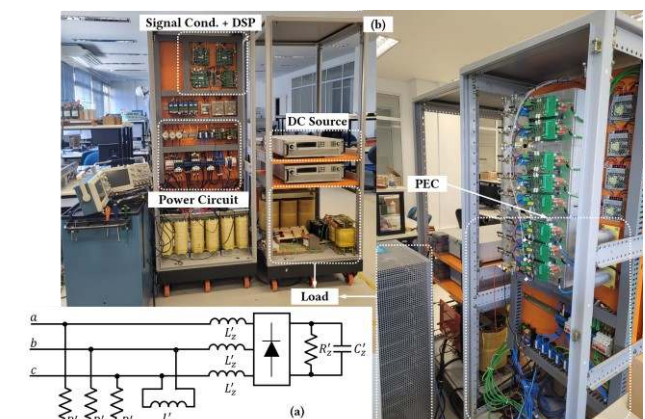 Signal Cond. + DSP
(b)
DC Source
PEC
Power Circuit
Load
a
b
c
L'z
L'z
L'z
R'z
C'z
(a)